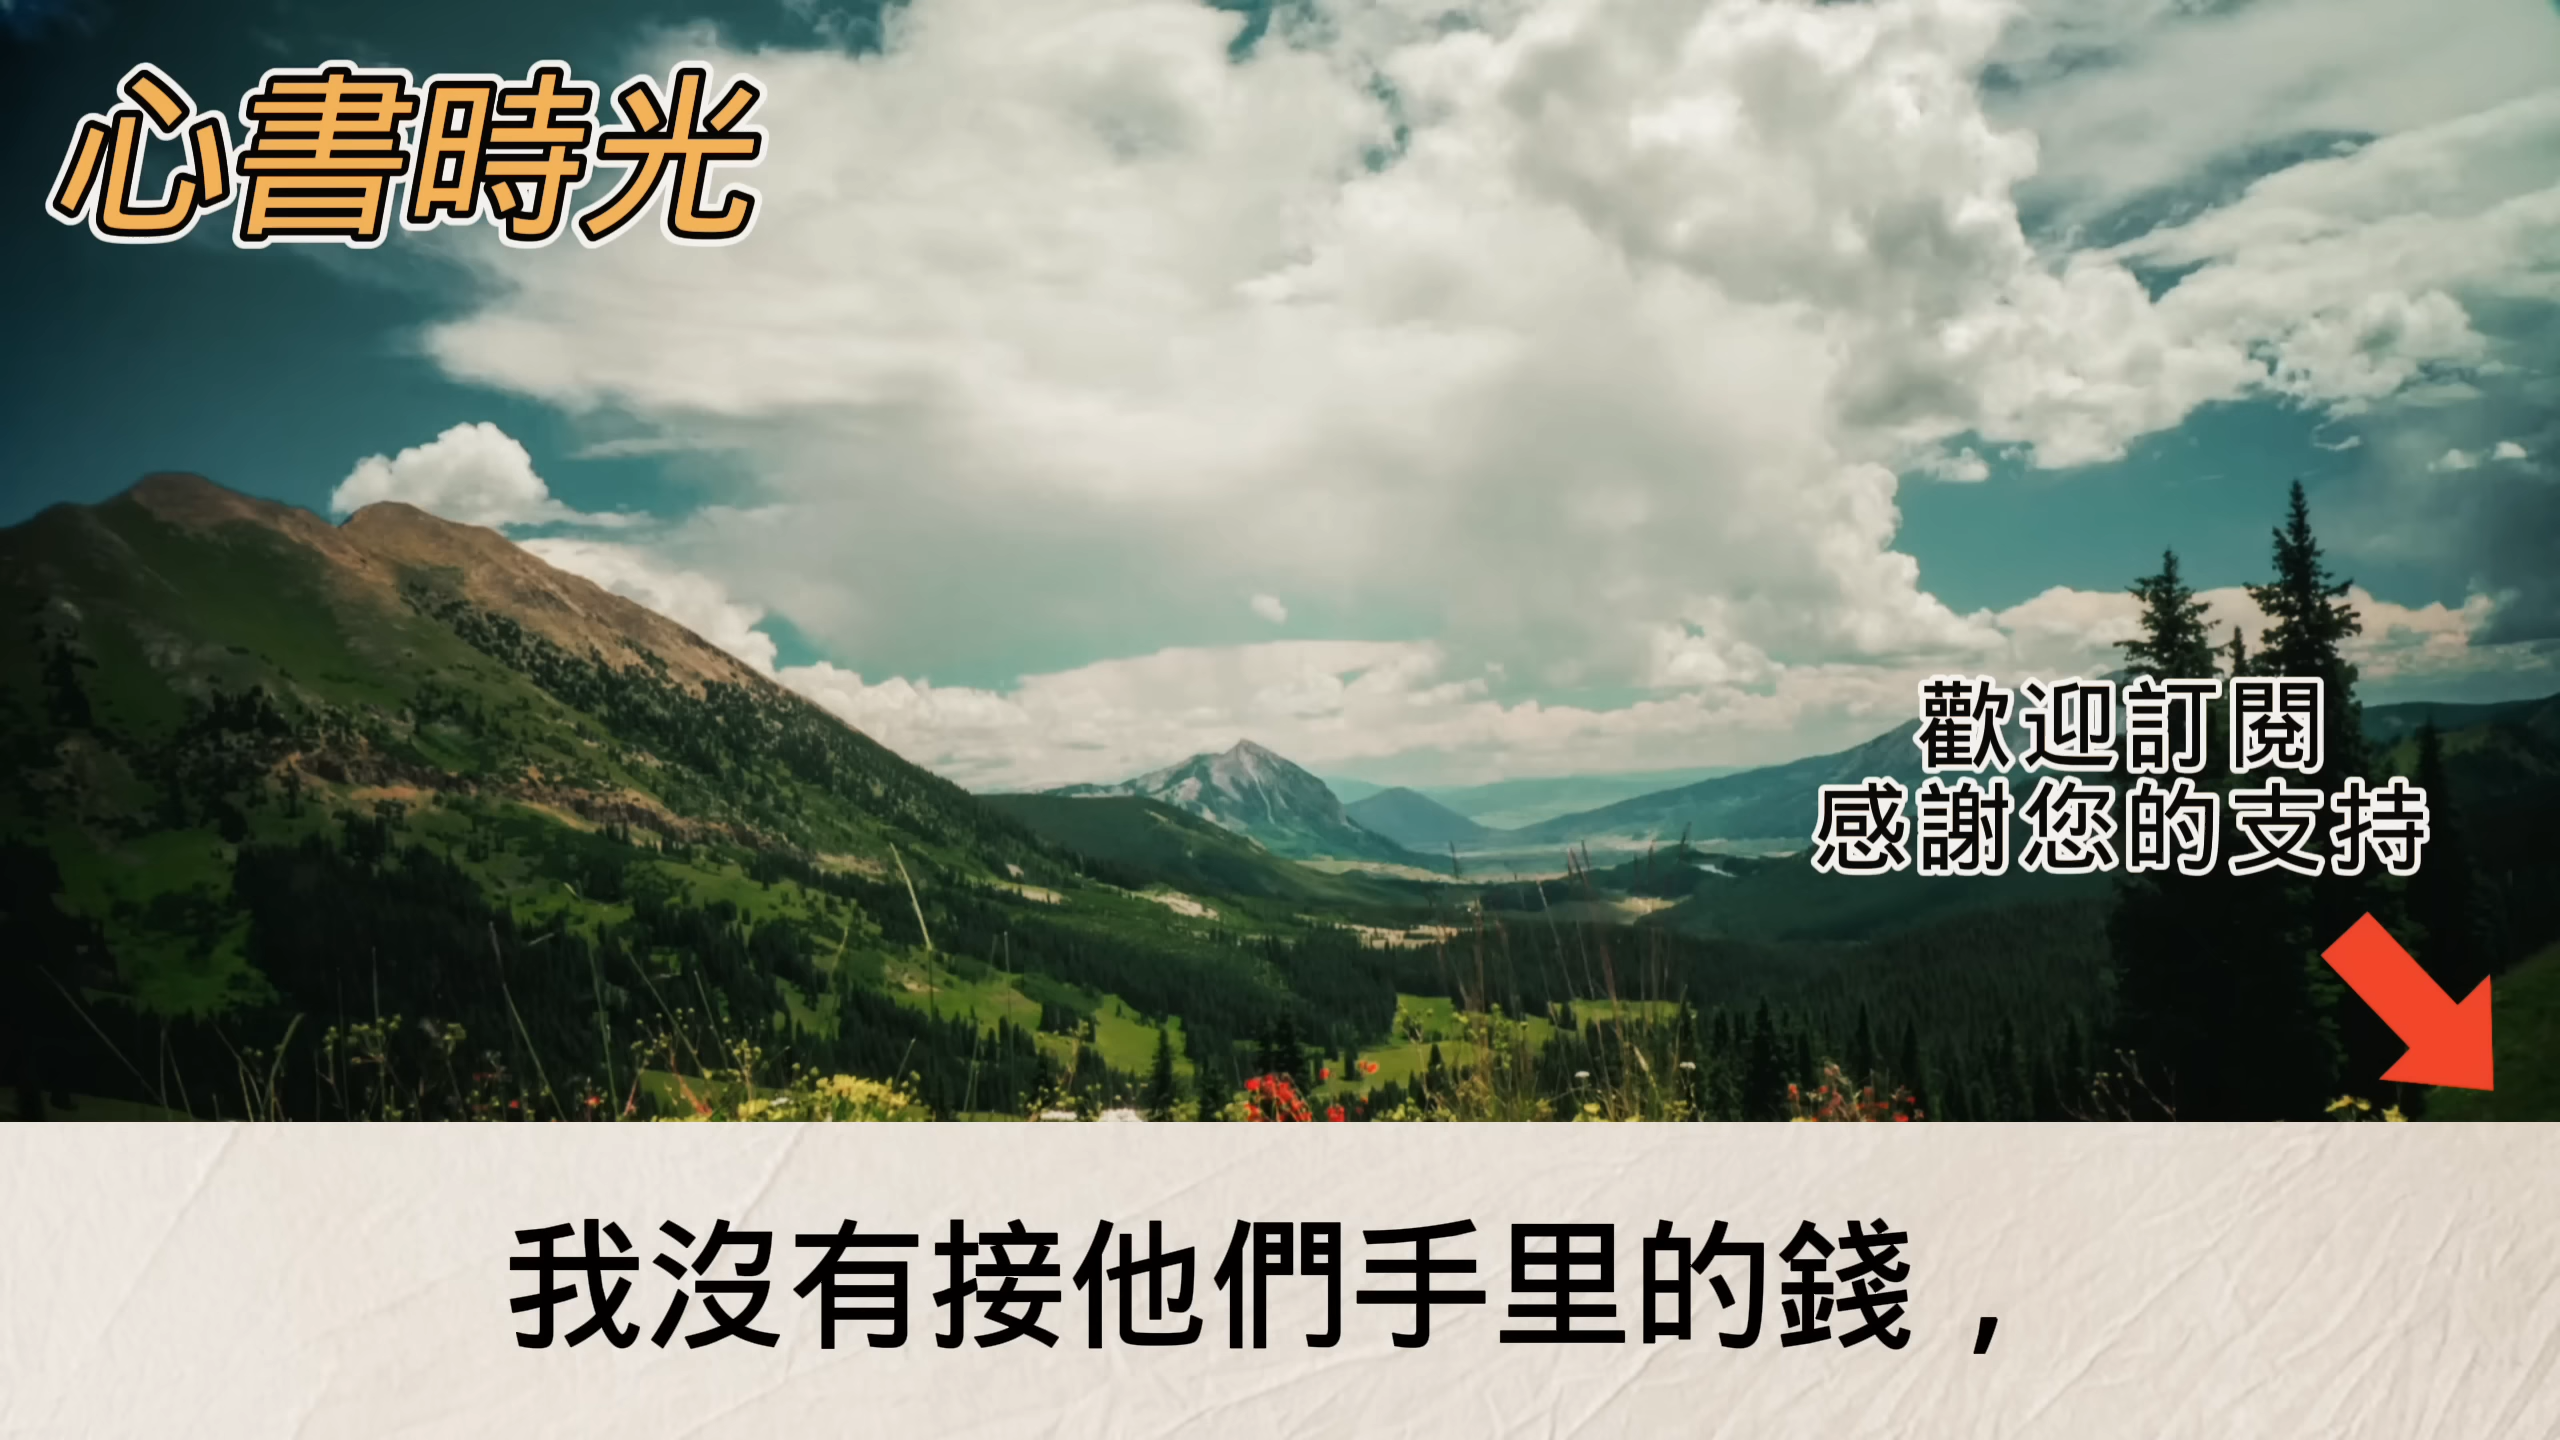 心書時光
歡迎訂閱
感謝您的支持
我沒有接他們手里的錢，